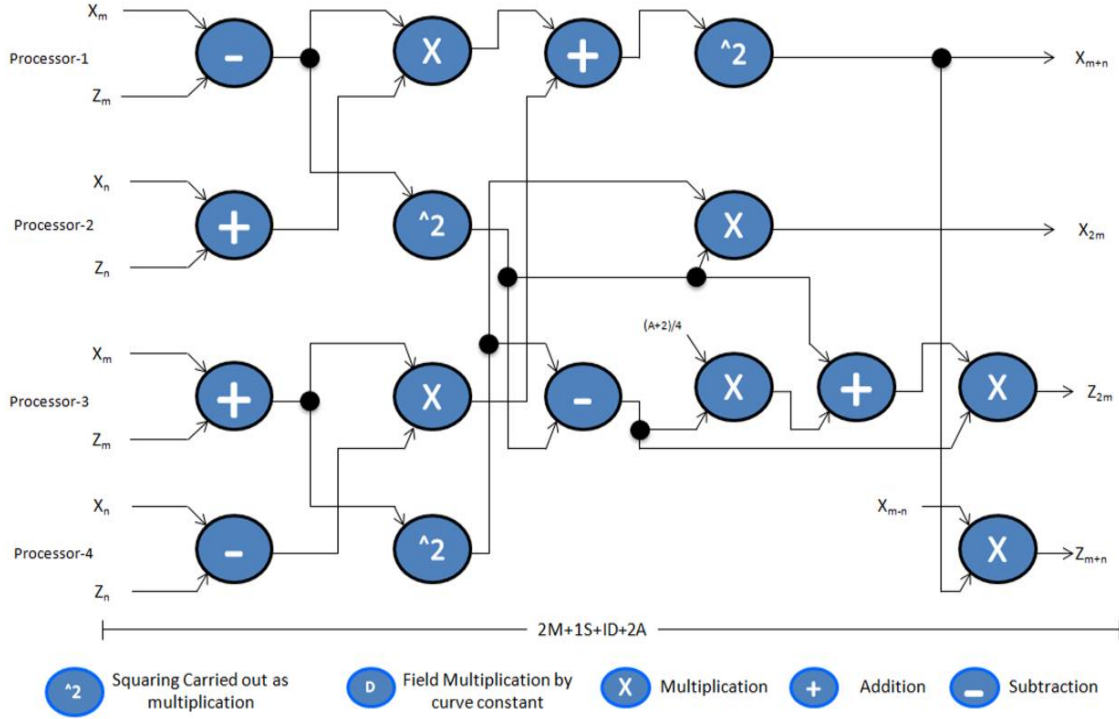 Xm
Processor-1
Zm
-
X
+
^2
Xm+n
Xn
Processor-2
Zn
+
^2
X
X2m
Xm
Processor-3
Zm
+
X
-
(A+2)/4
X
+
X
Z2m
Xn
Processor-4
Zn
-
^2
Xm-n
X
Zm+n
2M+1S+ID+2A
^2 Squaring Carried out as
multiplication
D Field Multiplication by
curve constant
X Multiplication
+ Addition
- Subtraction